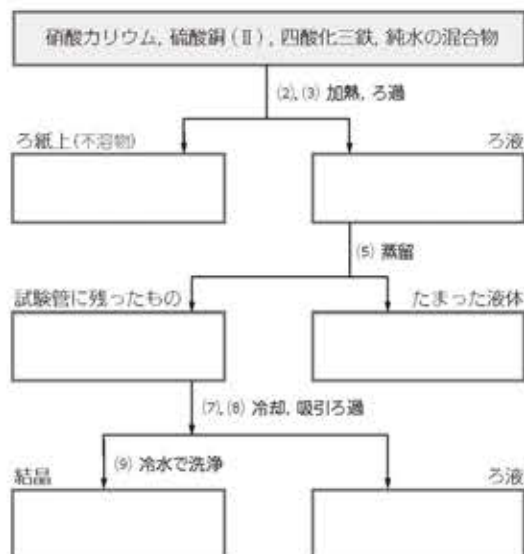 硝酸カリウム, 硫酸銅(Ⅱ), 四酸化三鉄, 純水の混合物
(2), (3) 加熱, ろ過
ろ紙上(不溶物)
ろ液
(5) 蒸留
試験管に残ったもの
たまった液体
(7), (8) 冷却, 吸引ろ過
(9) 冷水で洗浄
結晶
ろ液